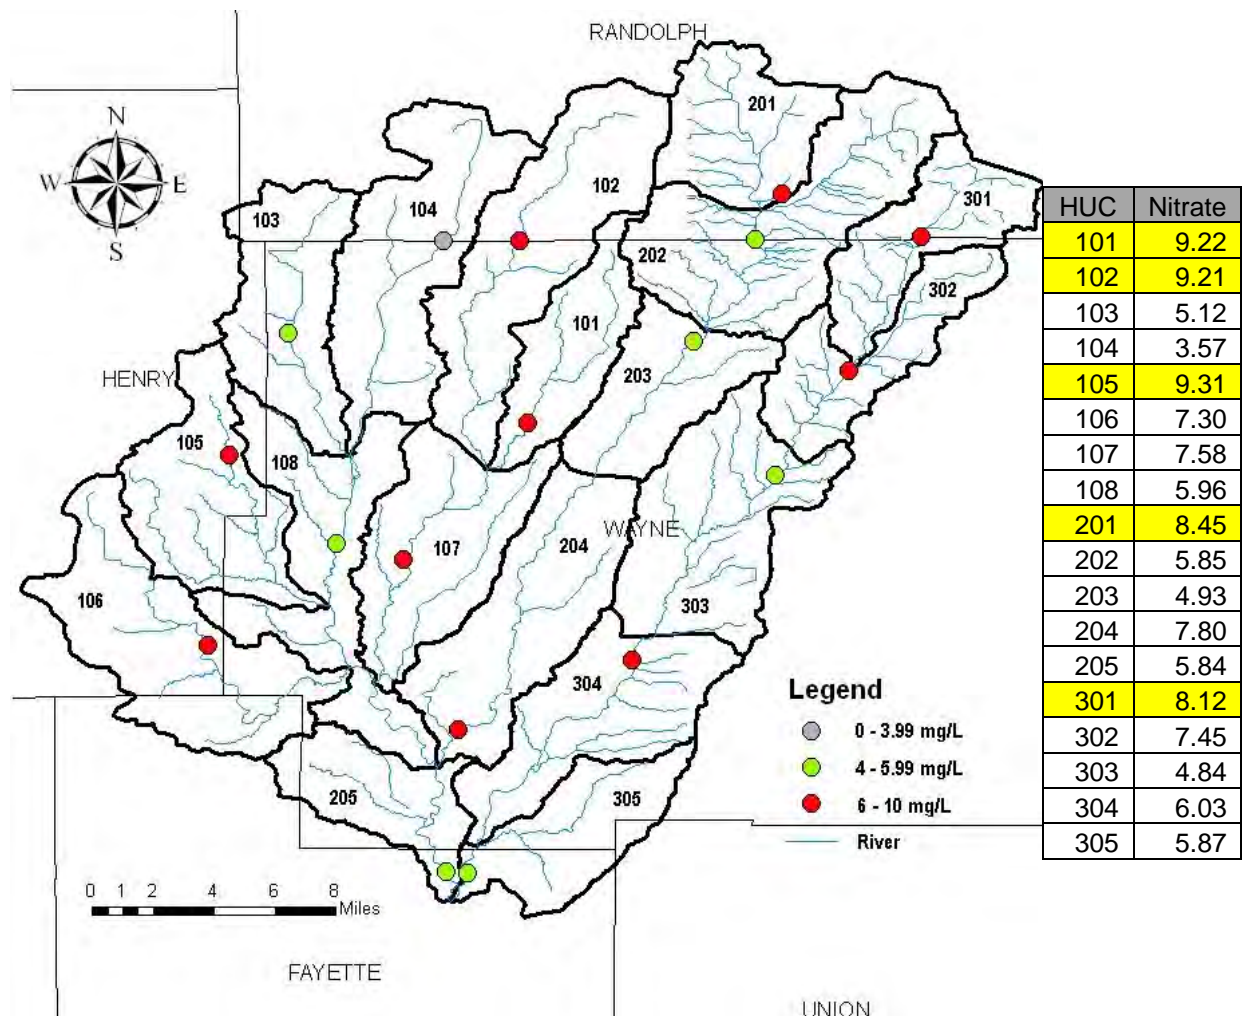 RANDOLPH
201
N
W E
S
102
103
104
301
HUC Nitrate
101 9.22
102 9.21
103 5.12
104 3.57
105 9.31
106 7.30
107 7.58
108 5.96
201 8.45
202 5.85
203 4.93
204 7.80
205 5.84
301 8.12
302 7.45
303 4.84
304 6.03
305 5.87
202
302
101
HENRY
203
105
108
WAYNE
107
204
106
303
304
Legend
0 - 3.99 mg/L
4 - 5.99 mg/L
6 - 10 mg/L
River
205
305
0 1 2 4 6 8
Miles
FAYETTE
UNION